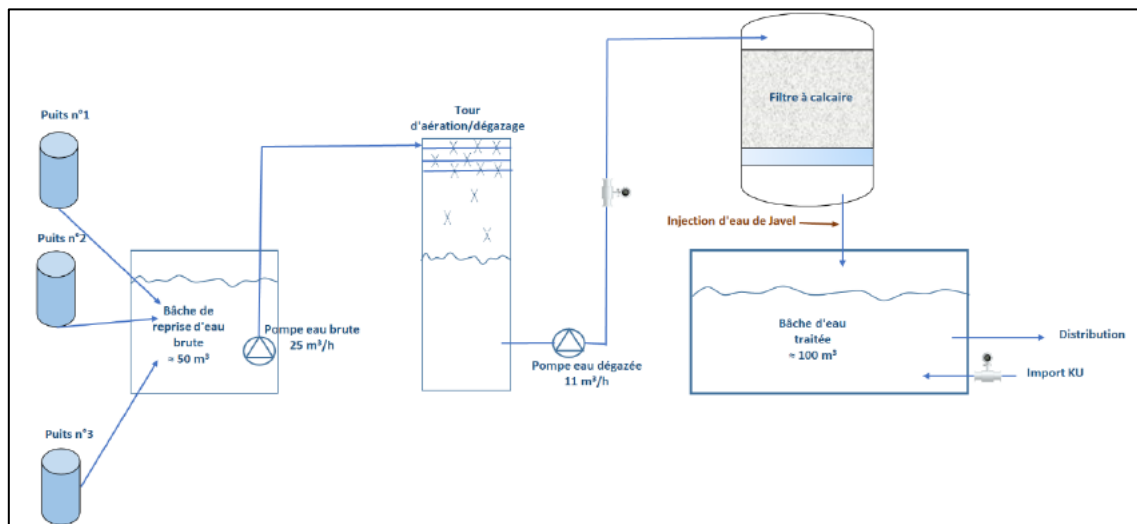 Puits n°1
Puits n°2
Puits n°3
Bâche de
reprise d'eau
brute
≈ 50 m³
Pompe eau brute
25 m³/h
Tour
d'aération/dégazage
Pompe eau dégazée
11 m³/h
Filtre à calcaire
Injection d'eau de Javel
Bâche d'eau
traitée
≈ 100 m³
Distribution
Import KU